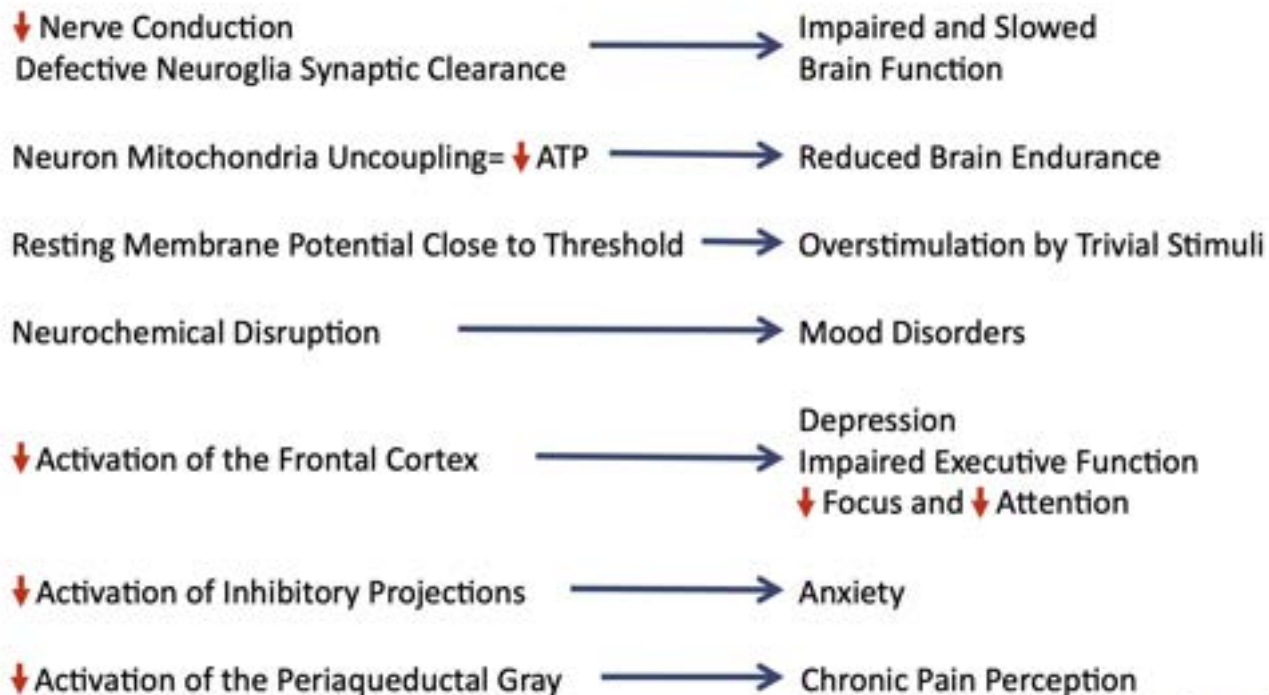 ↓ Nerve Conduction
Defective Neuroglia Synaptic Clearance
Impaired and Slowed
Brain Function
Neuron Mitochondria Uncoupling= ↓ ATP
Reduced Brain Endurance
Resting Membrane Potential Close to Threshold
Overstimulation by Trivial Stimuli
Neurochemical Disruption
Mood Disorders
↓ Activation of the Frontal Cortex
Depression
Impaired Executive Function
↓ Focus and ↓ Attention
↓ Activation of Inhibitory Projections
Anxiety
↓ Activation of the Periaqueductal Gray
Chronic Pain Perception